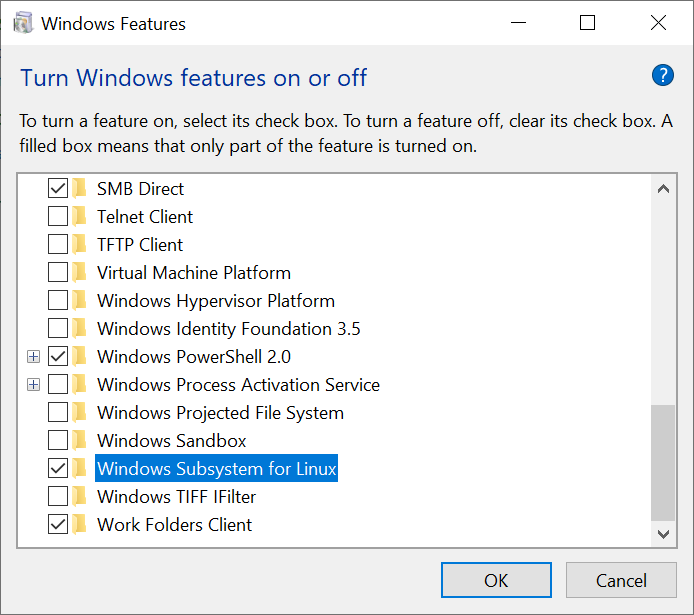 Windows Features
Turn Windows features on or off
To turn a feature on, select its check box. To turn a feature off, clear its check box. A
filled box means that only part of the feature is turned on.
SMB Direct
Telnet Client
TFTP Client
Virtual Machine Platform
Windows Hypervisor Platform
Windows Identity Foundation 3.5
Windows PowerShell 2.0
Windows Process Activation Service
Windows Projected File System
Windows Sandbox
Windows Subsystem for Linux
Windows TIFF IFilter
Work Folders Client
OK Cancel